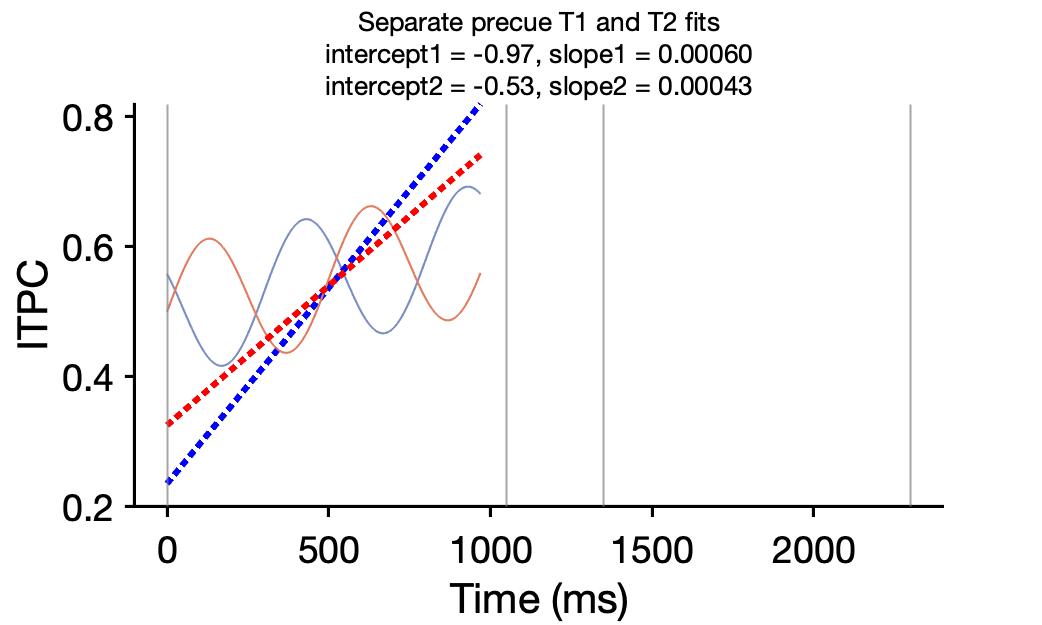 Separate precue T1 and T2 fits
intercept1 = -0.97, slope1 = 0.00060
intercept2 = -0.53, slope2 = 0.00043
0.8
0.6
0.4
0.2
ITPC
0 500 1000 1500 2000
Time (ms)